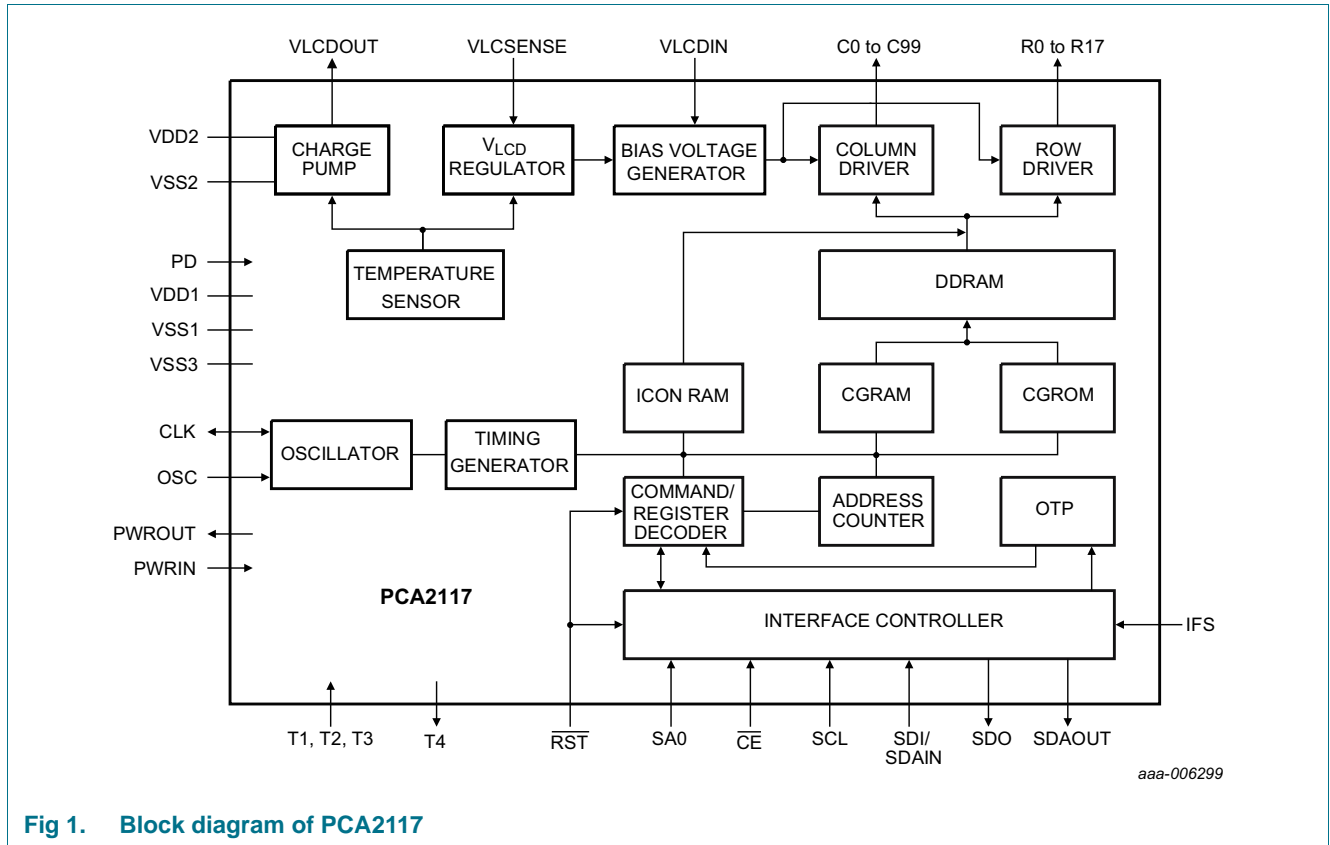 VLCDOUT
VLCSENSE
VLCDIN
C0 to C99
R0 to R17
VDD2
VSS2
CHARGE
PUMP
VLCD
REGULATOR
BIAS VOLTAGE
GENERATOR
COLUMN
DRIVER
ROW
DRIVER
PD
VDD1
VSS1
VSS3
TEMPERATURE
SENSOR
DDRAM
ICON RAM
CGRAM
CGROM
CLK
OSC
OSCILLATOR
TIMING
GENERATOR
COMMAND/
REGISTER
DECODER
ADDRESS
COUNTER
OTP
PWROUT
PWRIN
PCA2117
INTERFACE CONTROLLER
IFS
T1, T2, T3
T4
RST
SA0
CE
SCL
SDI/
SDAIN
SDO
SDAOUT
aaa-006299
Fig 1. Block diagram of PCA2117